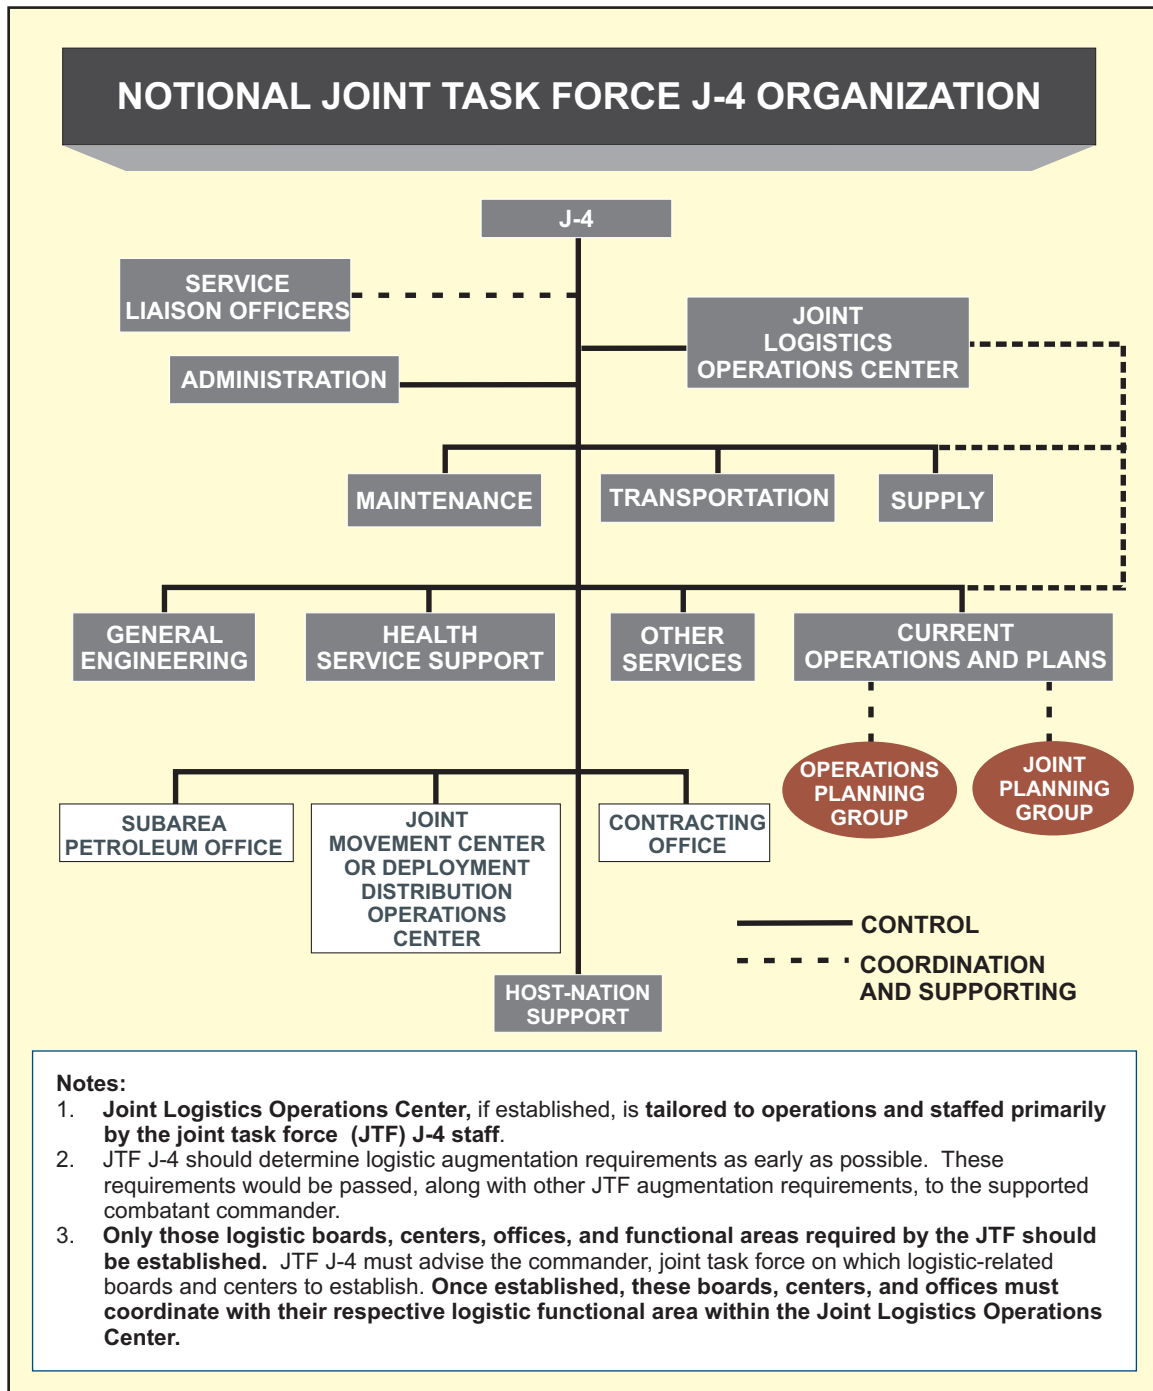 NOTIONAL JOINT TASK FORCE J-4 ORGANIZATION
J-4
SERVICE
LIAISON OFFICERS
JOINT
LOGISTICS
OPERATIONS CENTER
ADMINISTRATION
MAINTENANCE
TRANSPORTATION
SUPPLY
GENERAL
ENGINEERING
HEALTH
SERVICE SUPPORT
OTHER
SERVICES
CURRENT
OPERATIONS AND PLANS
OPERATIONS
PLANNING
GROUP
JOINT
PLANNING
GROUP
SUBAREA
PETROLEUM OFFICE
JOINT
MOVEMENT CENTER
OR DEPLOYMENT
DISTRIBUTION
OPERATIONS
CENTER
CONTRACTING
OFFICE
HOST-NATION
SUPPORT
CONTROL
COORDINATION
AND SUPPORTING
Notes:
1. Joint Logistics Operations Center, if established, is tailored to operations and staffed primarily
by the joint task force (JTF) J-4 staff.
2. JTF J-4 should determine logistic augmentation requirements as early as possible. These
requirements would be passed, along with other JTF augmentation requirements, to the supported
combatant commander.
3. Only those logistic boards, centers, offices, and functional areas required by the JTF should
be established. JTF J-4 must advise the commander, joint task force on which logistic-related
boards and centers to establish. Once established, these boards, centers, and offices must
coordinate with their respective logistic functional area within the Joint Logistics Operations
Center.